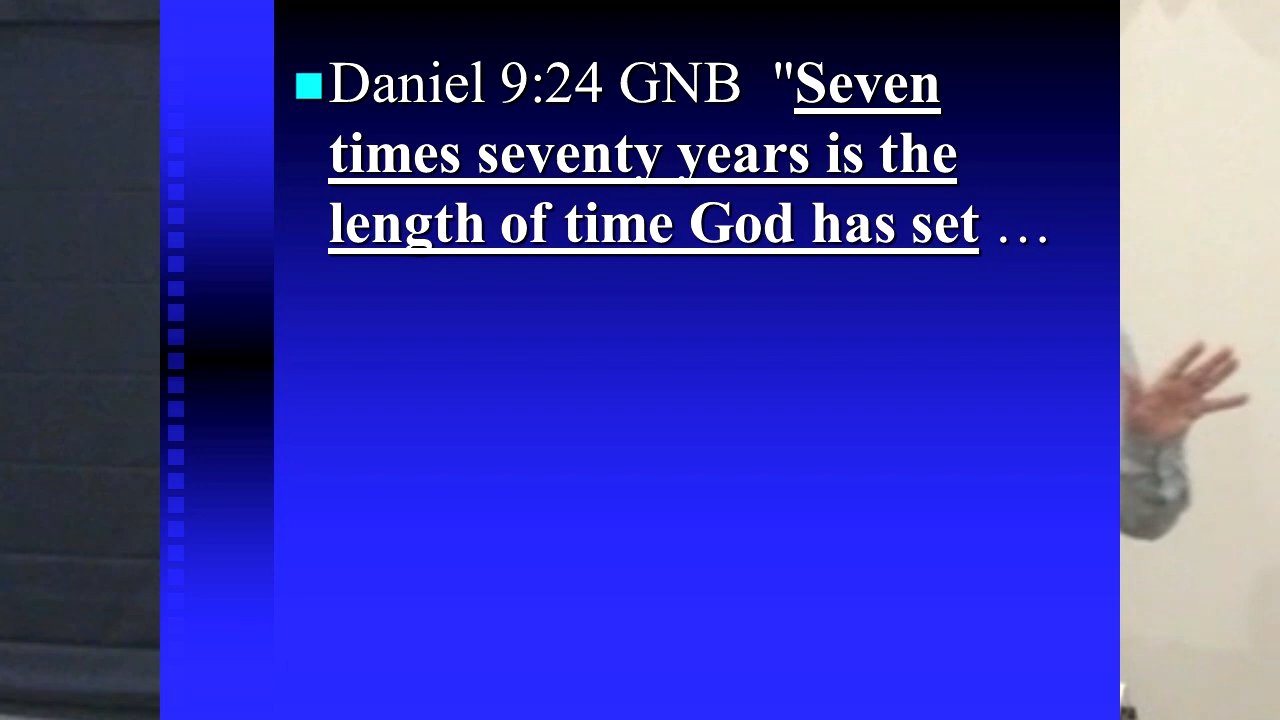 Daniel 9:24 GNB "Seven
times seventy years is the
length of time God has set …